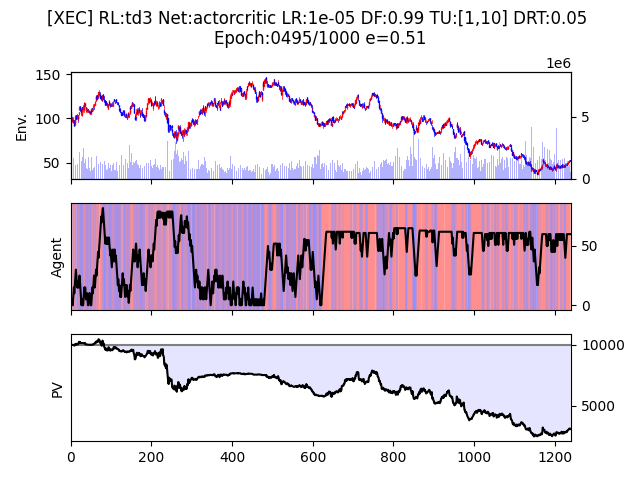 [XEC] RL:td3 Net:actorcritic LR:1e-05 DF:0.99 TU:[1,10] DRT:0.05
Epoch:0495/1000 e=0.51
1e6
150
100
50
Env.
5
0
Agent
50
0
PV
10000
5000
0 200 400 600 800 1000 1200